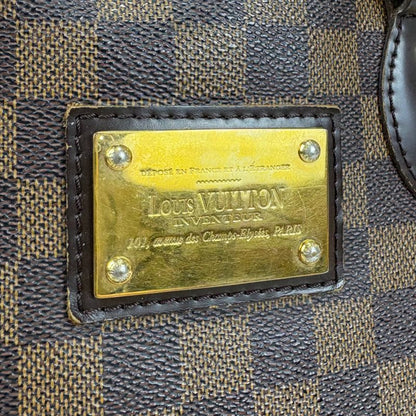 DÉPOSÉ EN FRANCE ET À L'ÉTRANGER
LOUIS VUITTON
INVENTEUR
101, avenue des Champs-Elysées, PARIS